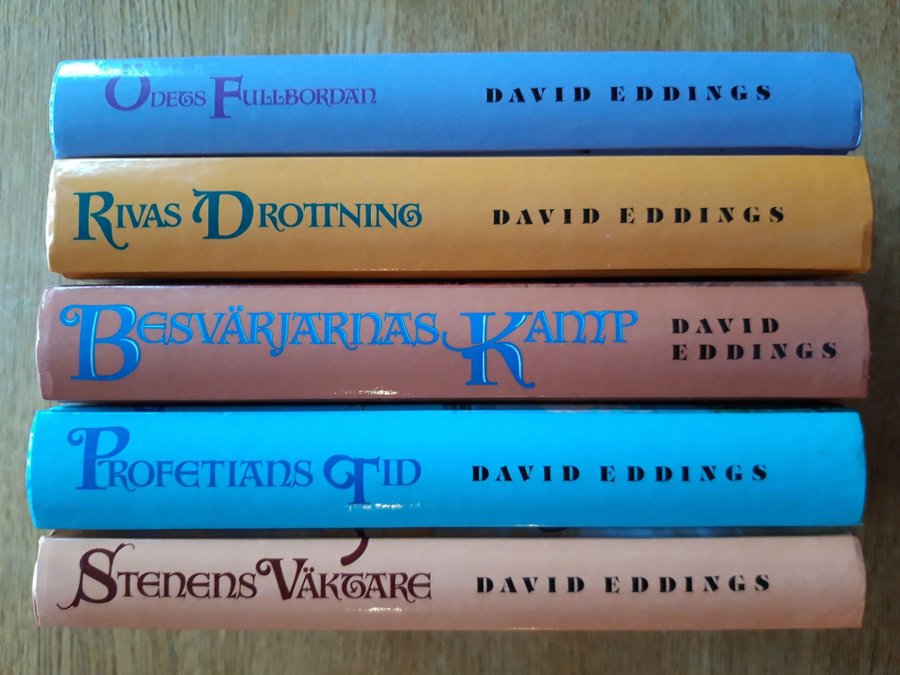 ÖDETS FULLBORDAN DAVID EDDINGS
RIVAS DROTTNING DAVID EDDINGS
BESVÄRJARNAS KAMP DAVID
EDDINGS
PROFETIANS TID DAVID EDDINGS
STENENS VÄKTARE DAVID EDDINGS